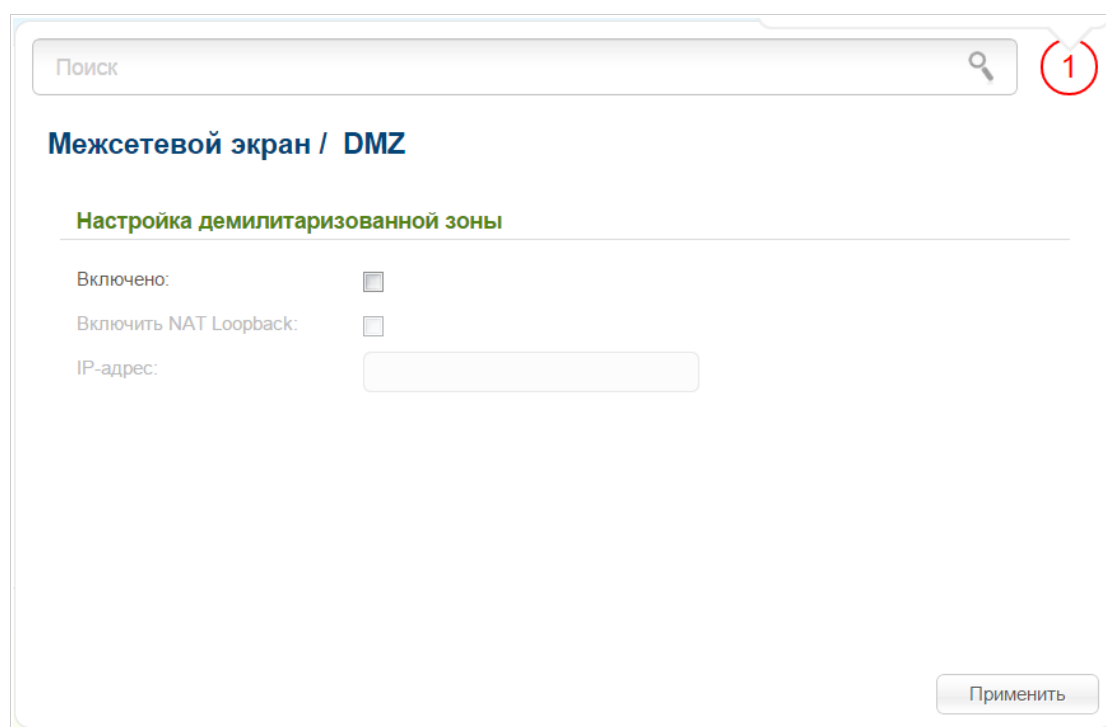 Поиск
1
Межсетевой экран / DMZ
Настройка демилитаризованной зоны
Включено:
Включить NAT Loopback:
IP-адрес:
Применить